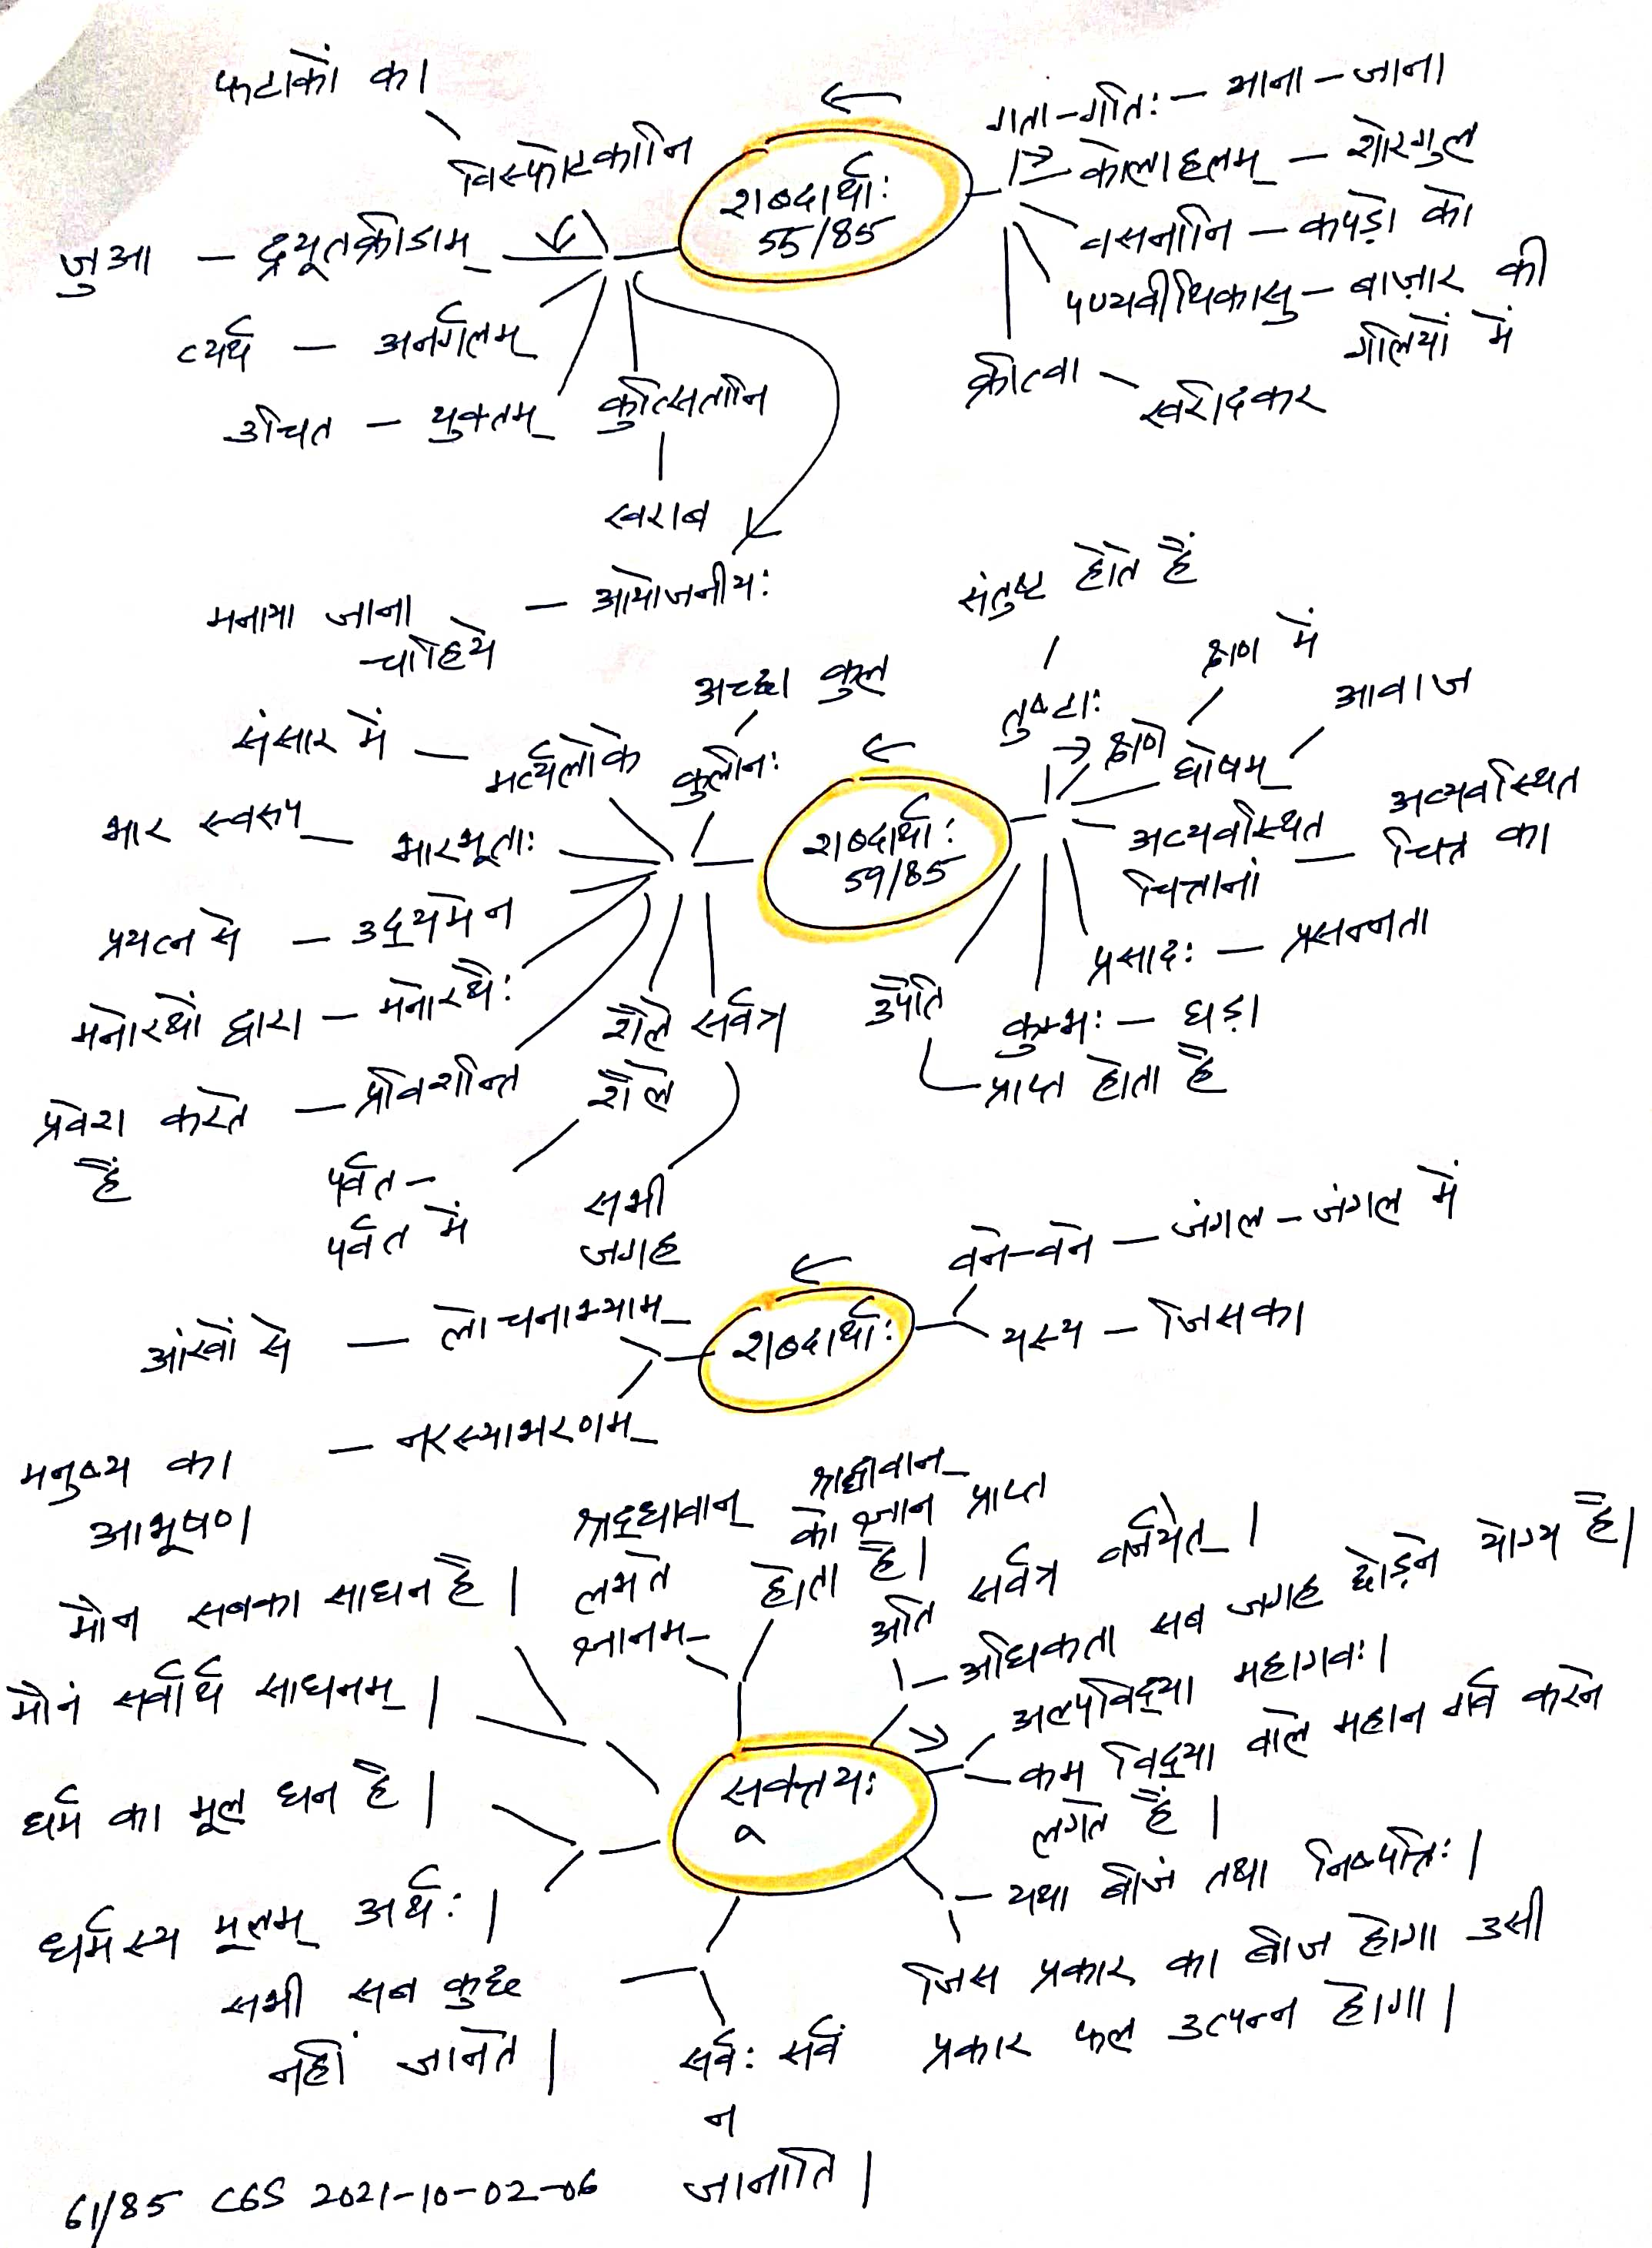 फटाकों का
विस्फोटकानि
जुआ – द्यूतक्रीडाम्
व्यर्थ – अनर्गलम्
उचित – युक्तम्
कुत्सितानि
खराब
मनाया जाना – आयोजनीयः
चाहिये
शब्दार्थाः
55/85
गता-गतिः – आना – जाना
कोलाहलम् – शोरगुल
वसनानि – कपड़ो को
पण्यवीथिकासु – बाज़ार की
गलियों में
क्रीत्वा – खरीदकर
संतुष्ट होते हैं
तुष्टाः
क्षण में
क्षणे
आवाज
घोषम्
अव्यवस्थित – अव्यवस्थित
चित्तानां – चित्त का
प्रसादः – प्रसन्नता
कुम्भः – घड़ा
उपैति
प्राप्त होता है
शब्दार्थाः
59/85
अच्छा कुल
कुलीनः
संसार में – मर्त्यलोके
भार स्वरूप – भारभूताः
प्रयत्न से – उद्यमेन
मनोरथों द्वारा – मनोरथैः
प्रवेश करते – प्रविशन्ति
हैं
शैले
शैले
पर्वत –
पर्वत में
सर्वत्र
सभी
जगह
शब्दार्थाः
वने-वने – जंगल – जंगल में
यस्य – जिसका
आंखों से – लोचनाभ्याम्
मनुष्य का – नरस्याभरणम्
आभूषण
सूक्तयः
श्रद्धावान्
लभते
ज्ञानम्
श्रद्धावान्
को ज्ञान प्राप्त
होता है।
अति सर्वत्र वर्जयेत्।
अधिकता सब जगह छोड़ने योग्य है।
अल्पविद्या महागर्वः।
कम विद्या वाले महान गर्व करने
लगते हैं।
– यथा बीजं तथा निष्पत्तिः।
जिस प्रकार का बीज होगा उसी
प्रकार फल उत्पन्न होगा।
मौन सबका साधन है।
मौनं सर्वार्थ साधनम्।
धर्म का मूल धन है।
धर्मस्य मूलम् अर्थः।
सभी सब कुछ
नहीं जानते।
सर्वः सर्वं
न
जानाति।
61/85 CGS 2021-10-02-06